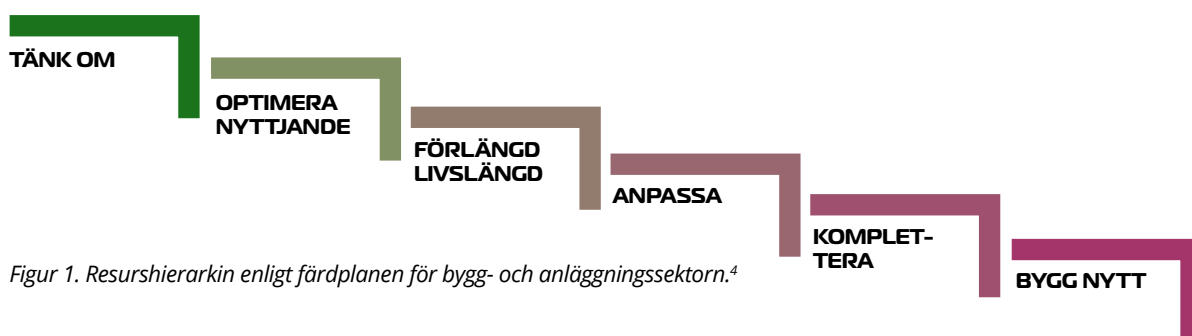 TÄNK OM
OPTIMERA
NYTTJANDE
FÖRLÄNGD
LIVSLÄNGD
ANPASSA
KOMPLET-
TERA
BYGG NYTT
Figur 1. Resurshierarkin enligt färdplanen för bygg- och anläggningssektorn.4